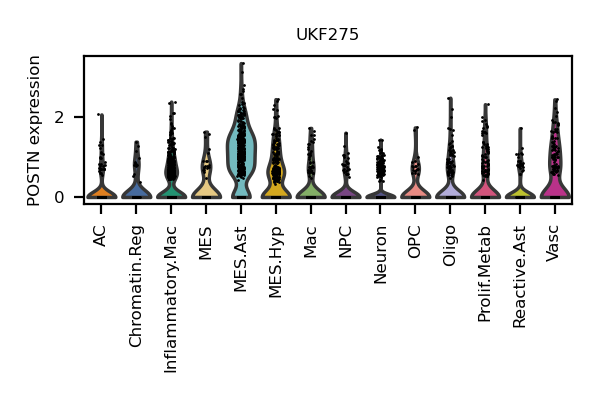 UKF275
POSTN expression
2
0
AC
Chromatin.Reg
Inflammatory.Mac
MES
MES.Ast
MES.Hyp
Mac
NPC
Neuron
OPC
Oligo
Prolif.Metab
Reactive.Ast
Vasc